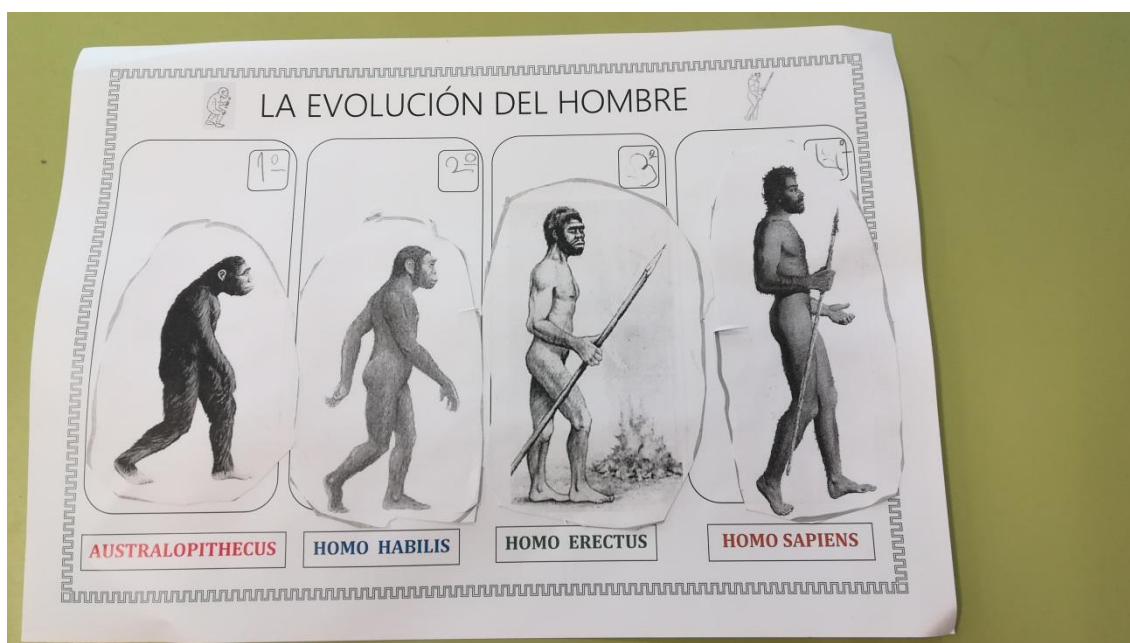 LA EVOLUCIÓN DEL HOMBRE
1º
2º
3º
4º
AUSTRALOPITHECUS
HOMO HABILIS
HOMO ERECTUS
HOMO SAPIENS